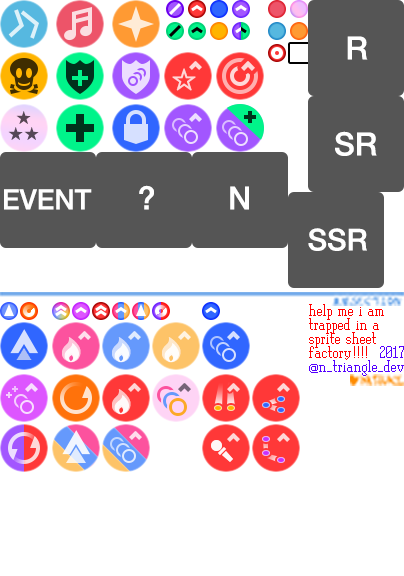 R
SR
EVENT
?
N
SSR
help me i am
trapped in a
sprite sheet
factory!!!! 2017
@n_triangle_dev